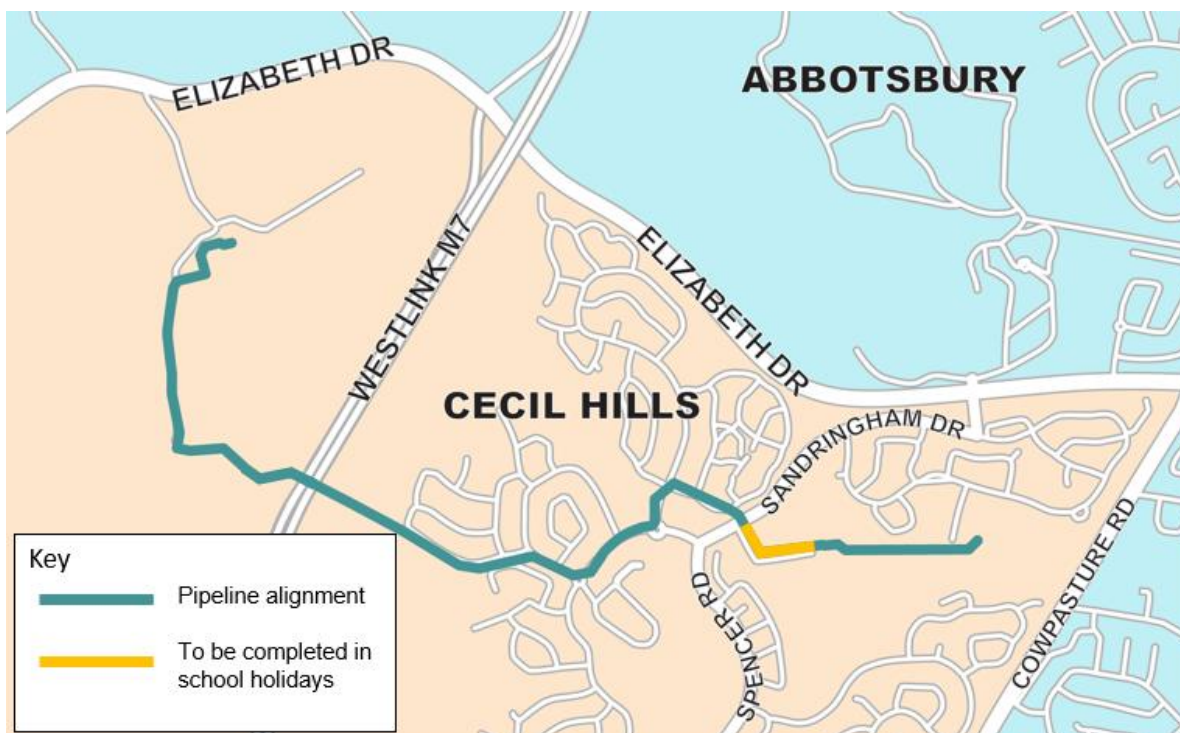 ELIZABETH DR
ABBOTSBURY
WESTLINK M7
ELIZABETH DR
CECIL HILLS
SANDRINGHAM DR
COWPASTURE RD
SPENCER RD
Key
Pipeline alignment
To be completed in
school holidays